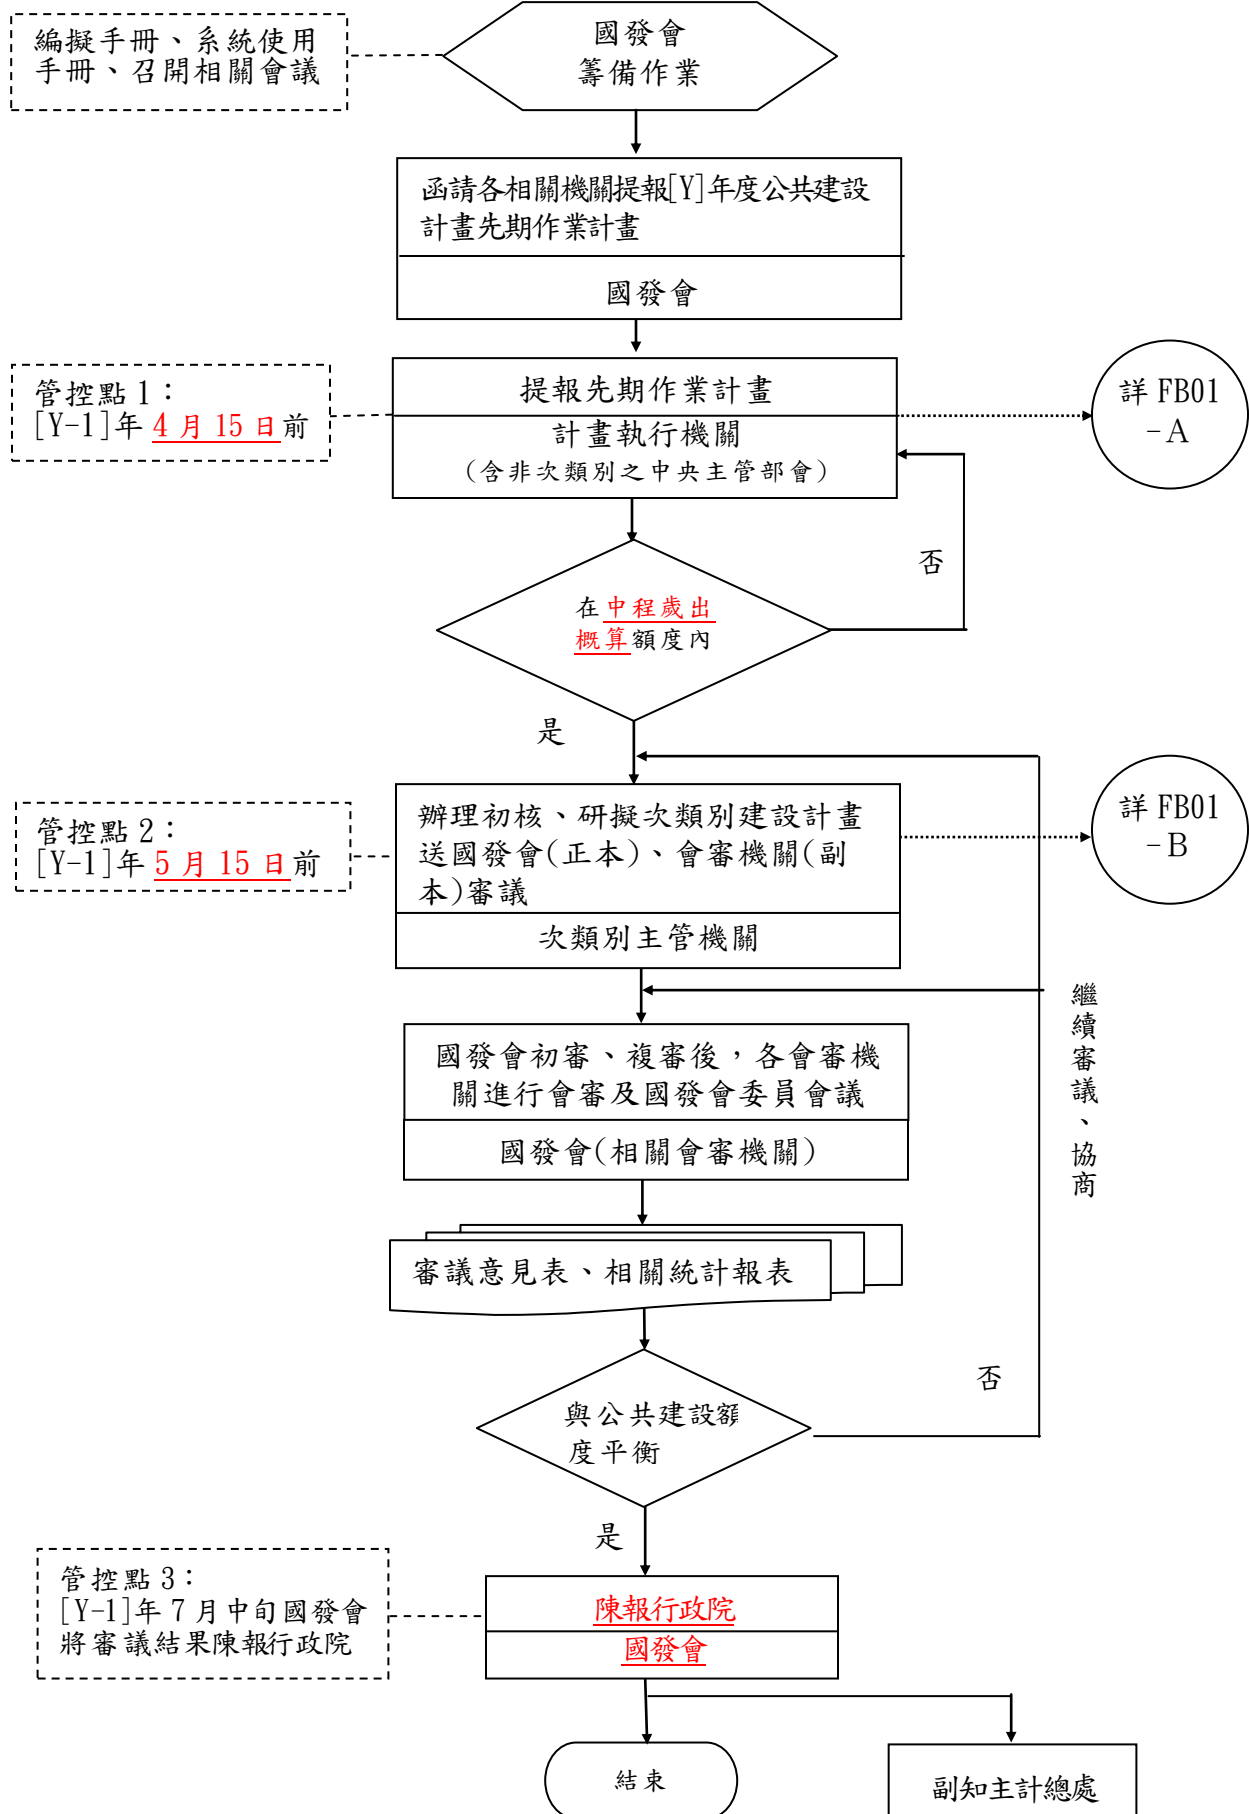 國發會
籌備作業
編擬手冊、系統使用
手冊、召開相關會議
函請各相關機關提報[Y]年度公共建設
計畫先期作業計畫
國發會
管控點 1：
[Y-1]年 4 月 15 日前
提報先期作業計畫
計畫執行機關
(含非次類別之中央主管部會)
詳 FB01
-A
否
在中程歲出
概算額度內
是
管控點 2：
[Y-1]年 5 月 15 日前
辦理初核、研擬次類別建設計畫
送國發會(正本)、會審機關(副
本)審議
次類別主管機關
詳 FB01
-B
繼續審議、協商
國發會初審、複審後，各會審機
關進行會審及國發會委員會議
國發會(相關會審機關)
審議意見表、相關統計報表
否
與公共建設額
度平衡
是
管控點 3：
[Y-1]年 7 月中旬國發會
將審議結果陳報行政院
陳報行政院
國發會
結束
副知主計總處